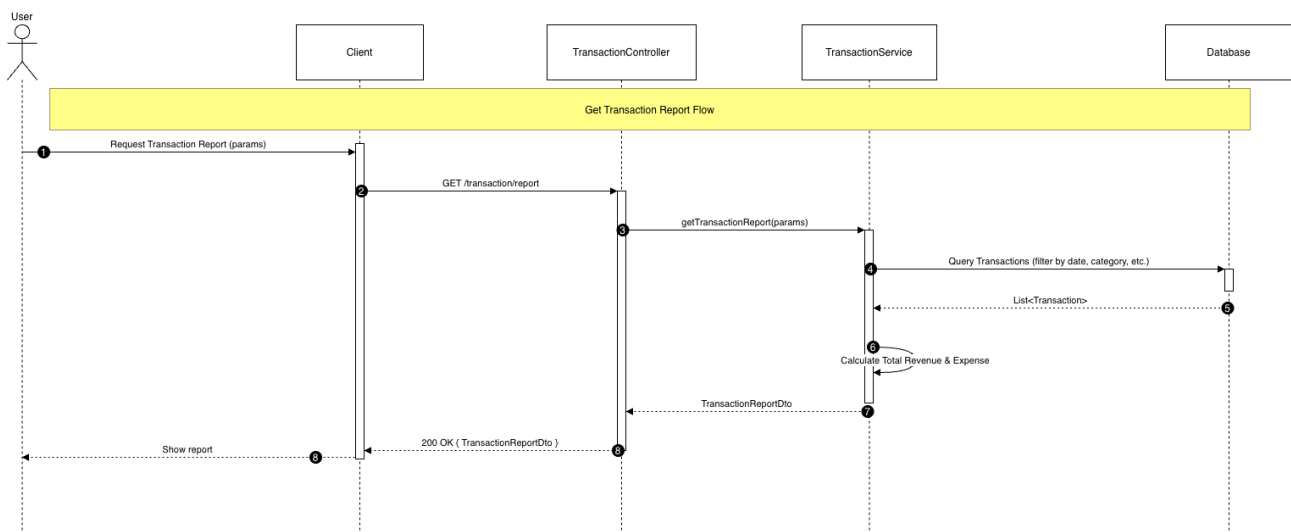 User
Client
TransactionController
TransactionService
Database
Get Transaction Report Flow
1 Request Transaction Report (params)
2 GET /transaction/report
3 getTransactionReport(params)
4 Query Transactions (filter by date, category, etc.)
List<Transaction> 5
6
Calculate Total Revenue & Expense
TransactionReportDto 7
200 OK { TransactionReportDto } 8
Show report 8